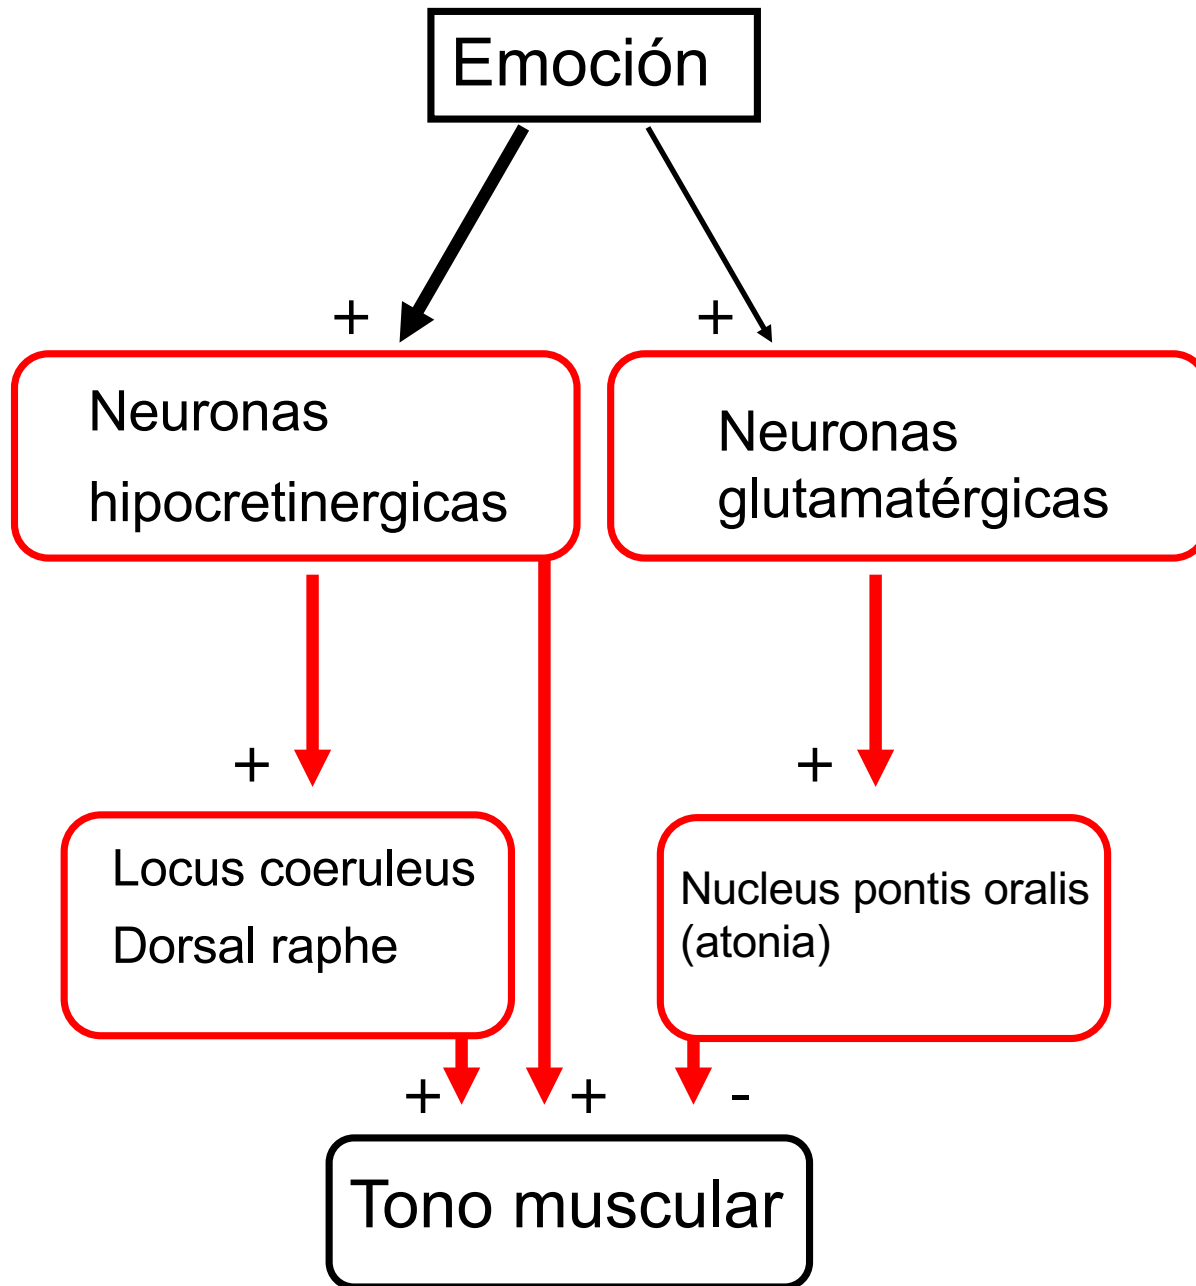 Emoción
+
+
Neuronas
hipocretinergicas
Neuronas
glutamatérgicas
+
+
Locus coeruleus
Dorsal raphe
Nucleus pontis oralis
(atonia)
+
+
-
Tono muscular